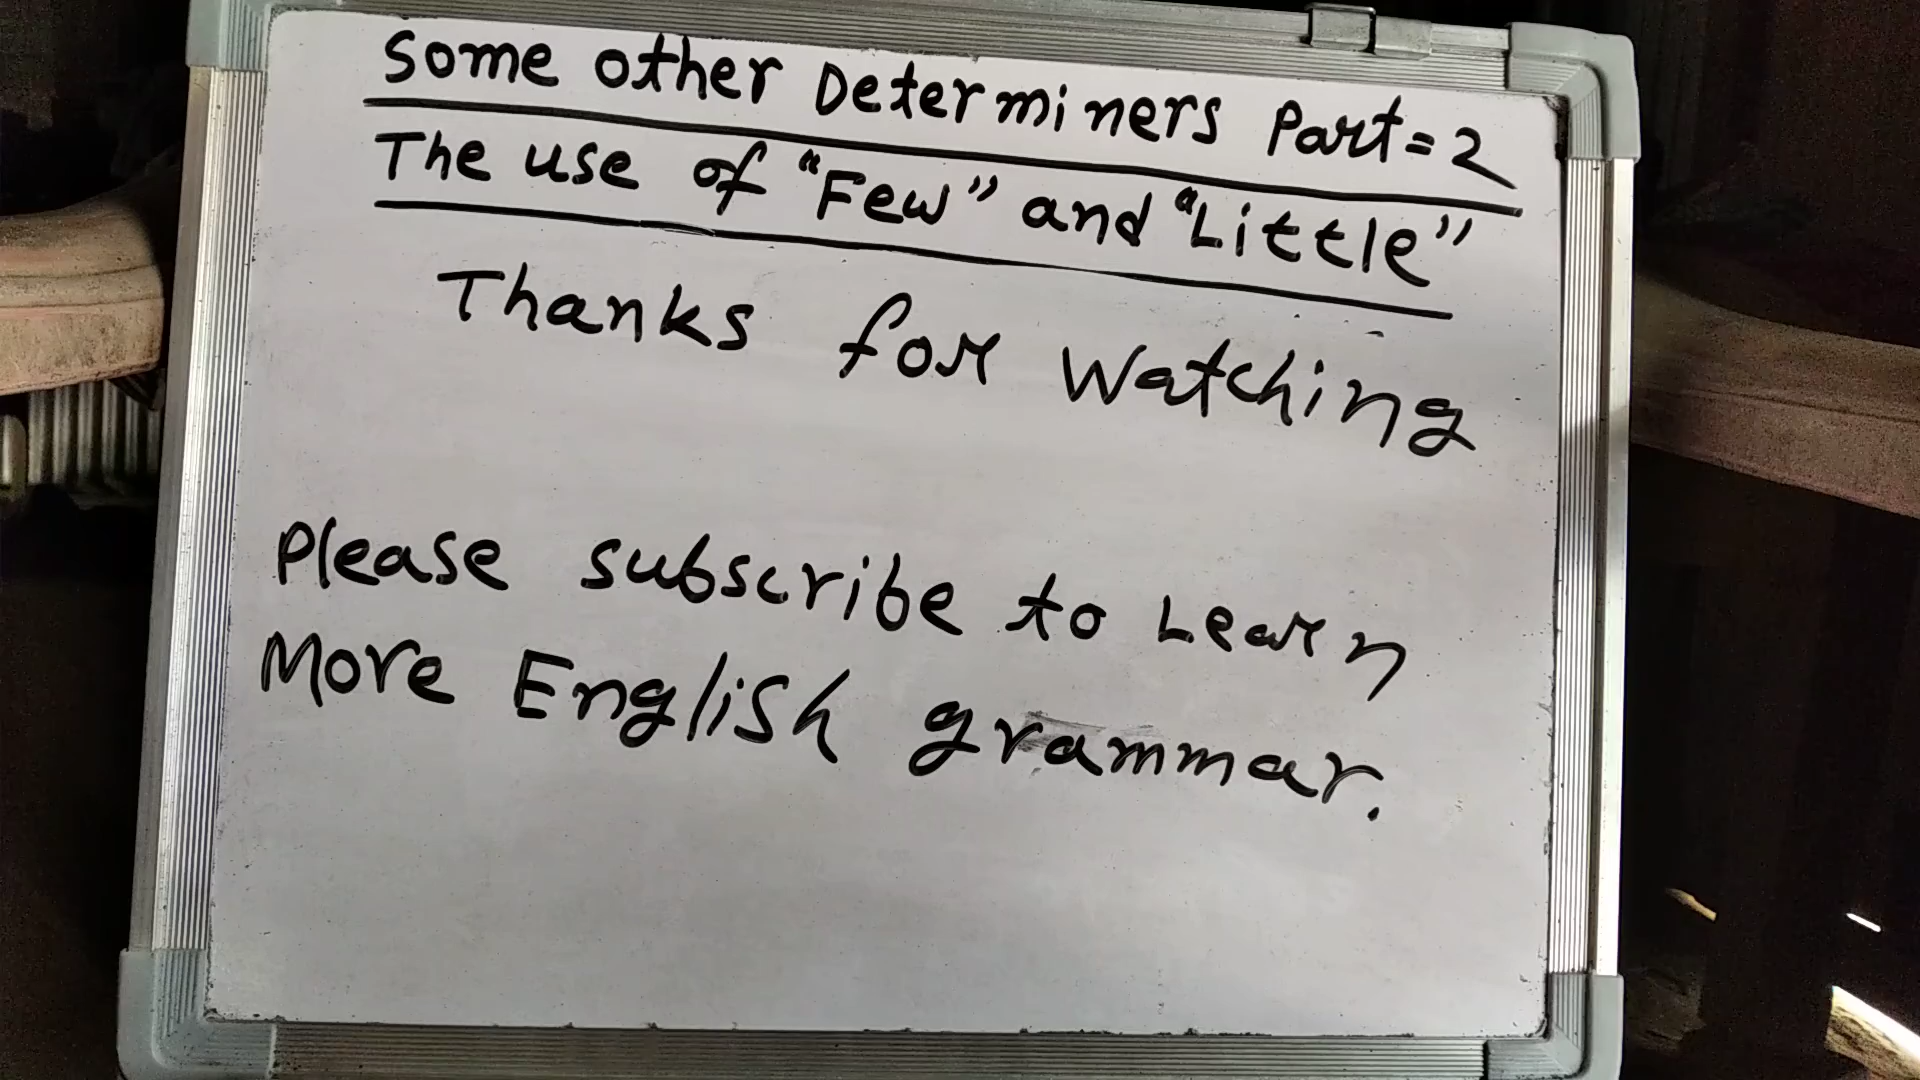 Some other Determiners Part=2
The use of "Few" and "Little"
Thanks for Watching
Please subscribe to Learn
More English grammar.